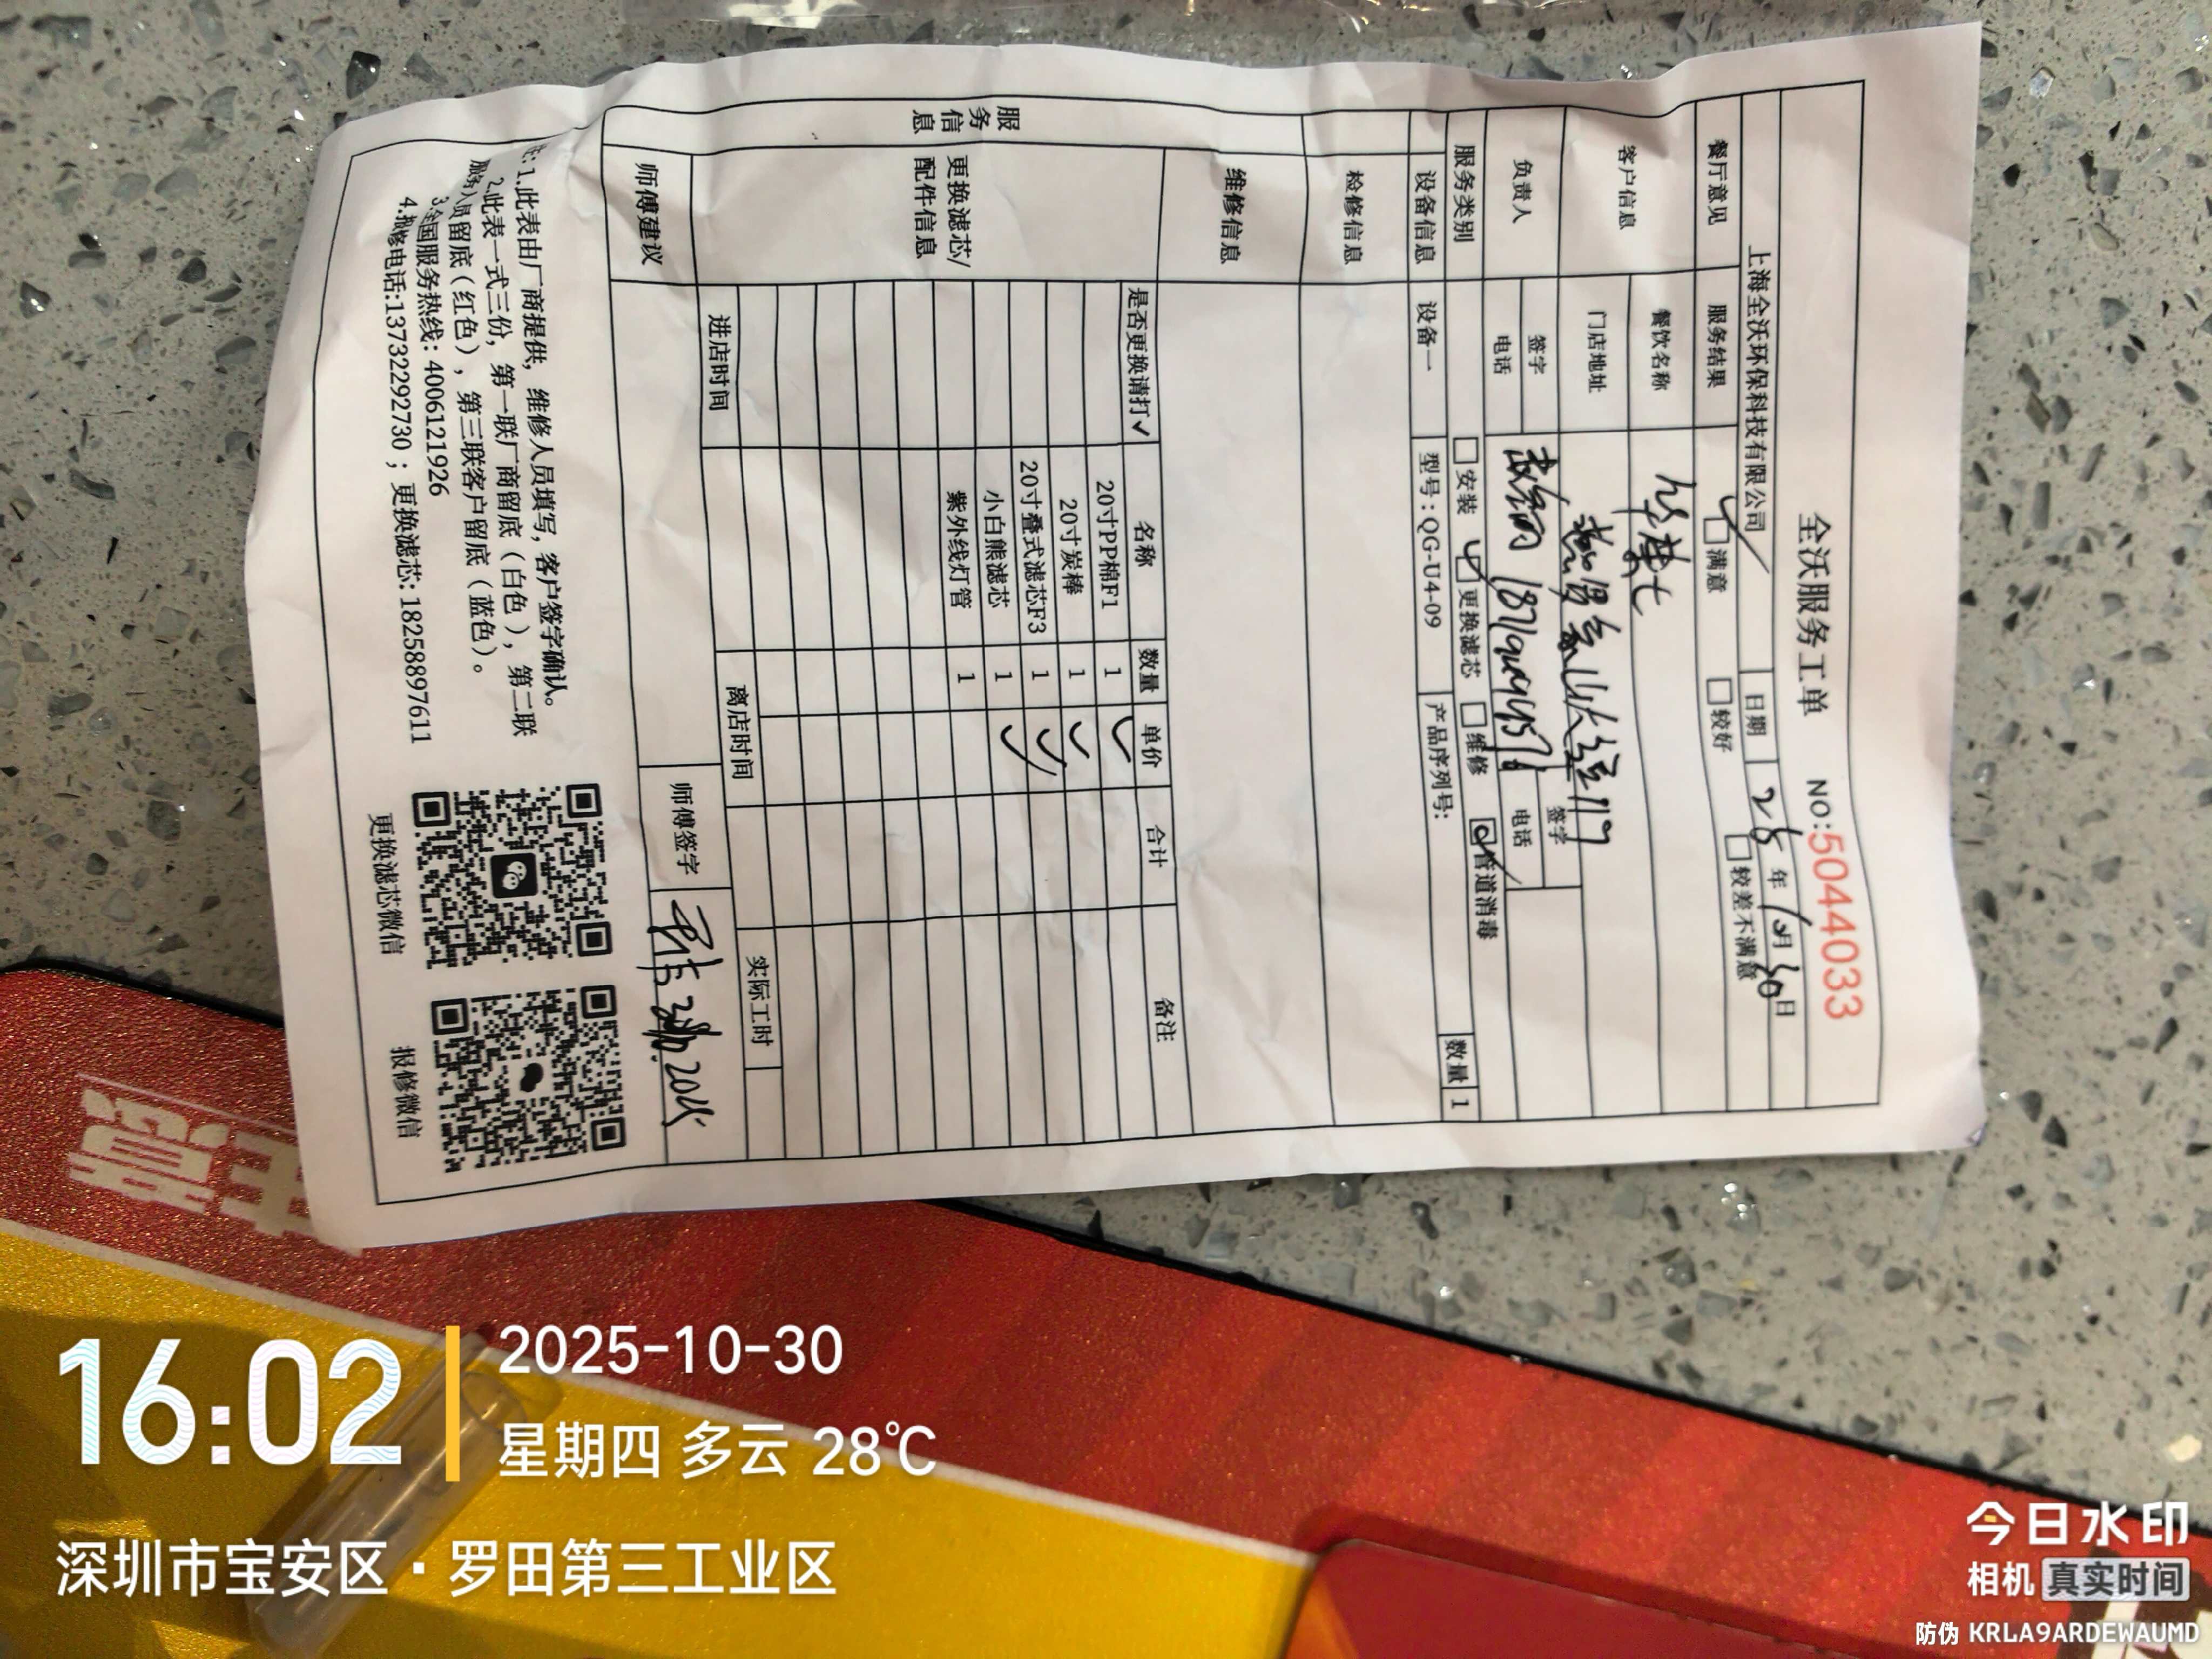 全沃服务工单 NO:5044033
上海全沃环保科技有限公司 日期 25年10月30日
餐厅意见 服务结果 满意 较好 较差不满意
客户信息 餐饮名称 华莱士
门店地址
负责人 签字 签字
电话 电话
服务类别 安装 更换滤芯 维修 管道消毒
设备信息 设备一 型号:QG-U4-09 产品序列号: 数量 1
服务信息
检修信息
维修信息
更换滤芯/配件信息
是否更换请打✓ 名称 数量 单价 合计 备注
20寸PP棉F1 1 ✓
20寸炭棒 1 ✓
20寸叠式滤芯F3 1 ✓
小白熊滤芯 1 ✓
紫外线灯管 1
进店时间 离店时间 实际工时
师傅建议 师傅签字
注:1.此表由厂商提供,维修人员填写,客户签字确认。
2.此表一式三份,第一联厂商留底(白色),第二联
服务人员留底(红色),第三联客户留底(蓝色)。
3.全国服务热线:4006121926
4.报修电话:13732292730;更换滤芯:18258897611
更换滤芯微信 报修微信
16:02
2025-10-30
星期四 多云 28℃
深圳市宝安区·罗田第三工业区
今日水印
相机 真实时间
防伪 KRLA9ARDEWAUMD